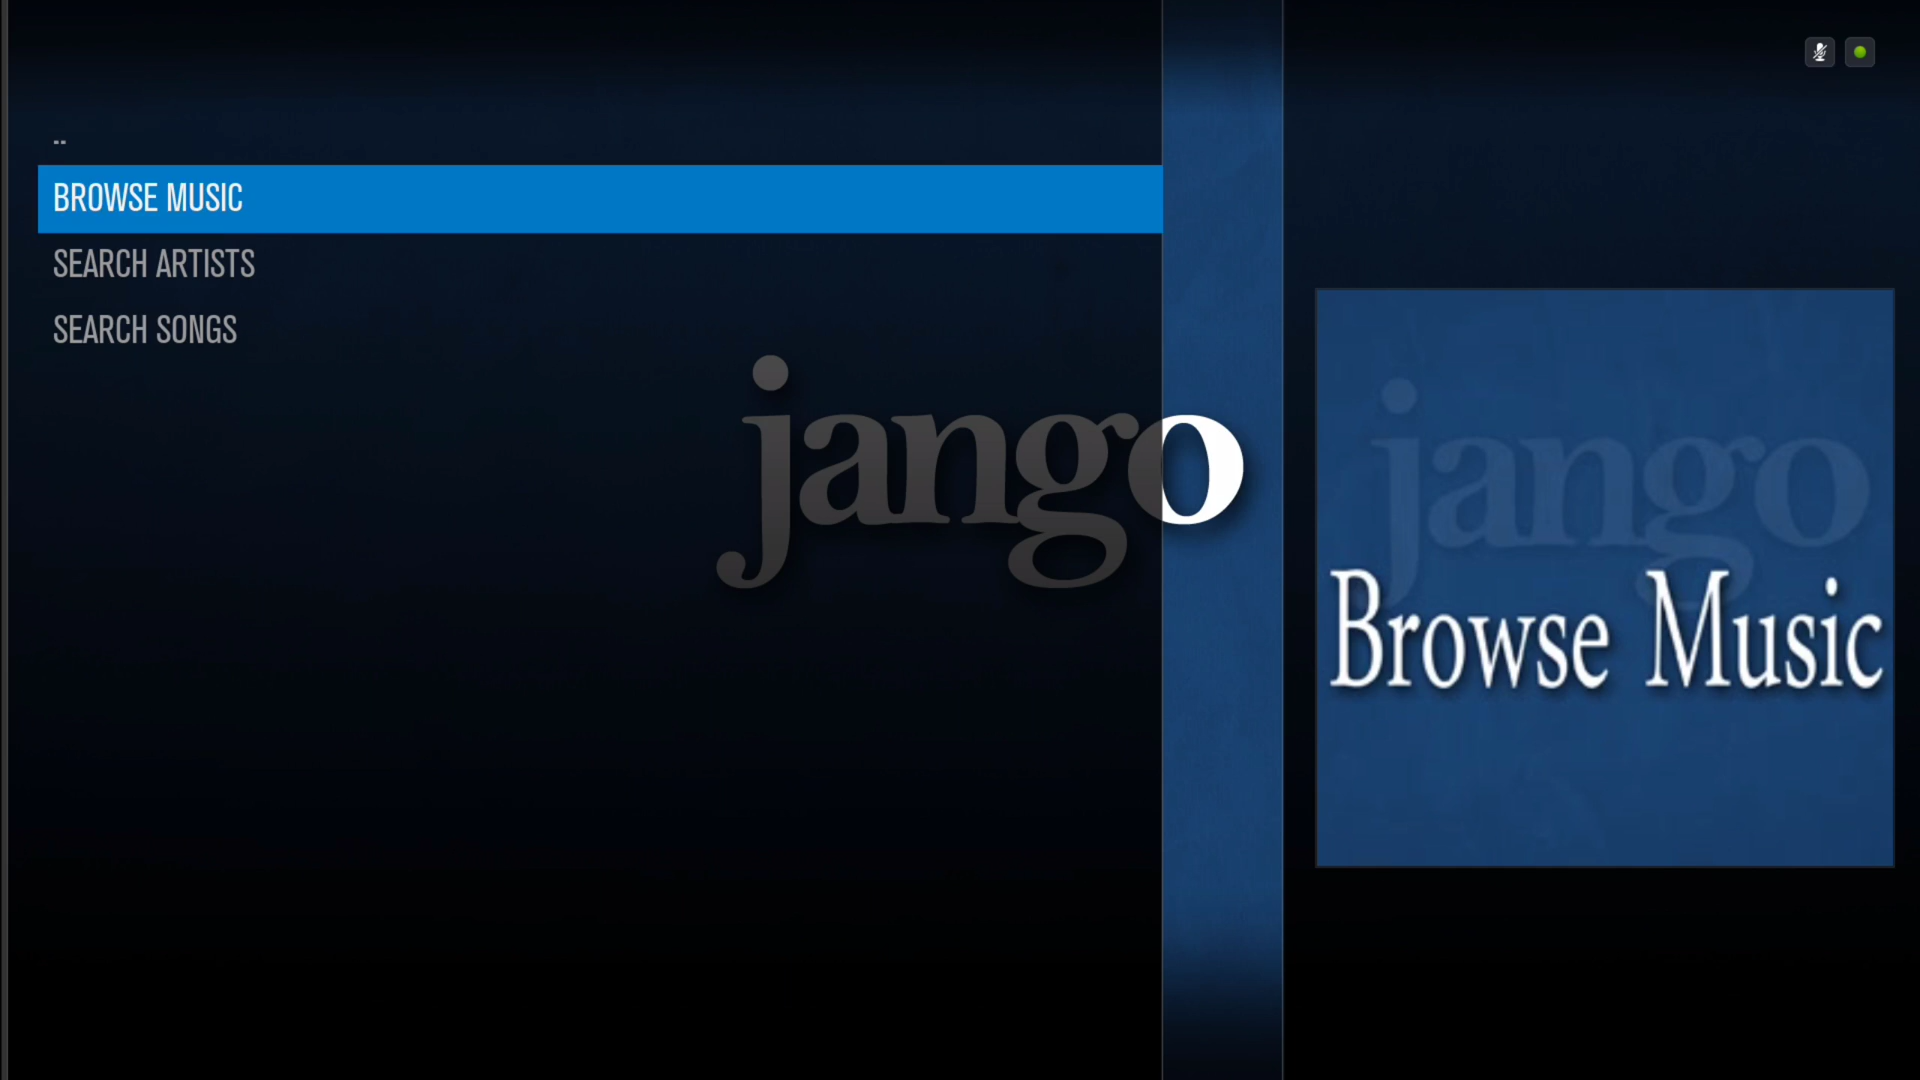 ..
BROWSE MUSIC
SEARCH ARTISTS
SEARCH SONGS
jango
jango
Browse Music